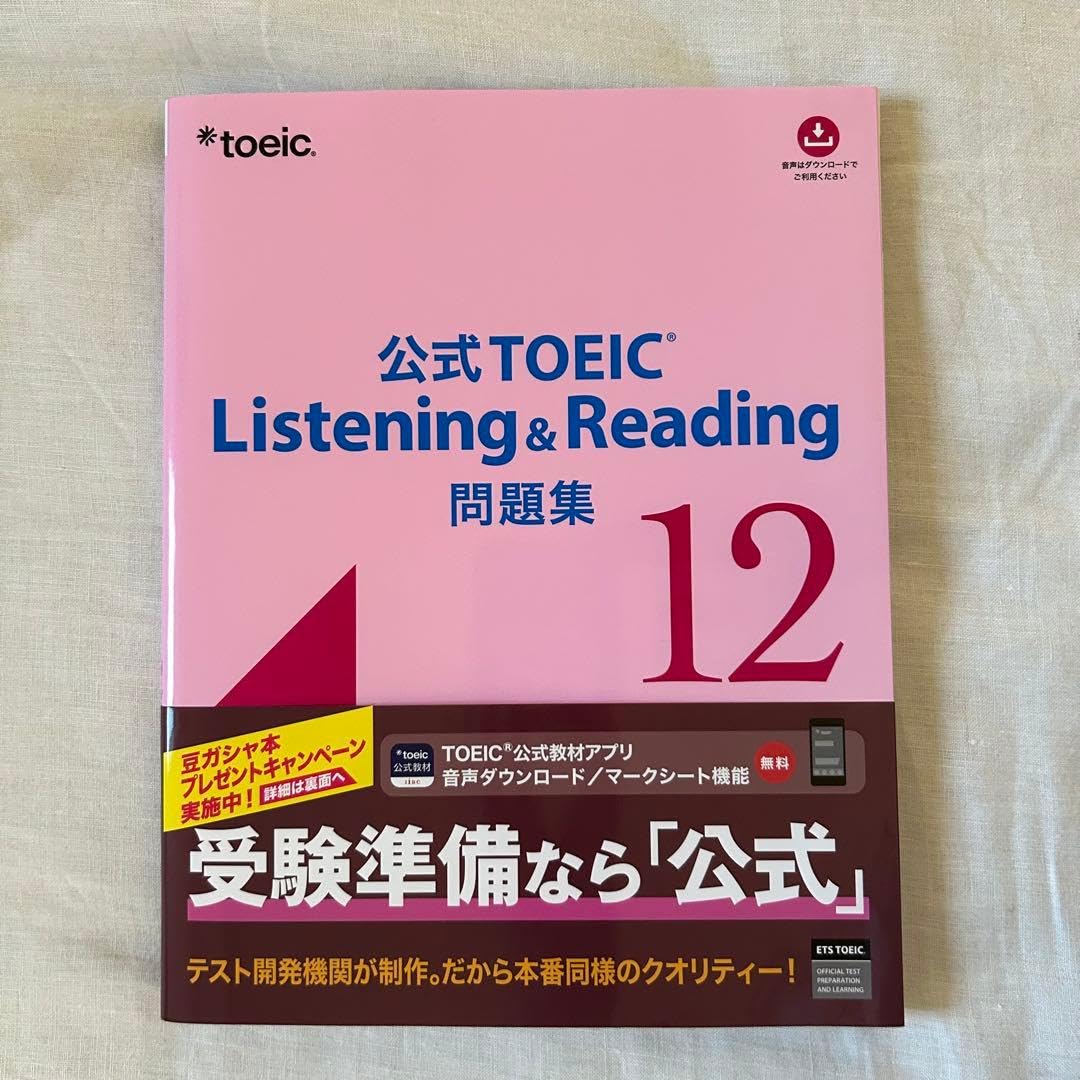 *toeic®
音声はダウンロードで
ご利用ください
公式TOEIC®
Listening & Reading
問題集
12
豆ガシャ本
プレゼントキャンペーン
実施中！ 詳細は裏面へ
*toeic
公式教材
iibc
TOEIC®公式教材アプリ
音声ダウンロード／マークシート機能
無料
受験準備なら「公式」
テスト開発機関が制作。だから本番同様のクオリティー！
ETS TOEIC®
OFFICIAL TEST
PREPARATION
AND LEARNING